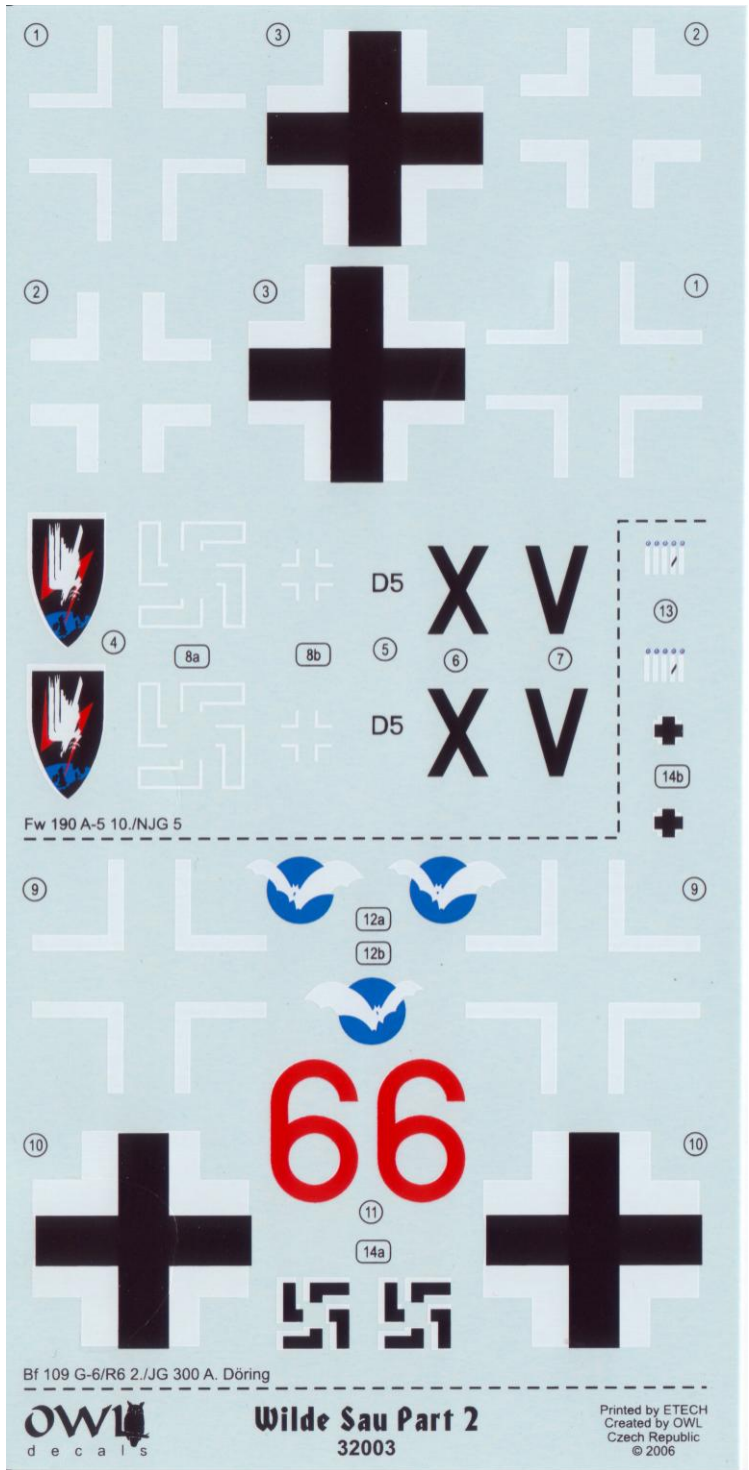 1 3 2
2 3 1
D5 X V
13
4 8a 8b 5 6 7
D5 X V
14b
Fw 190 A-5 10./NJG 5
9 9
12a
12b
66
10 10
11
14a
Bf 109 G-6/R6 2./JG 300 A. Döring
OWL
decals
Wilde Sau Part 2
32003
Printed by ETECH
Created by OWL
Czech Republic
© 2006